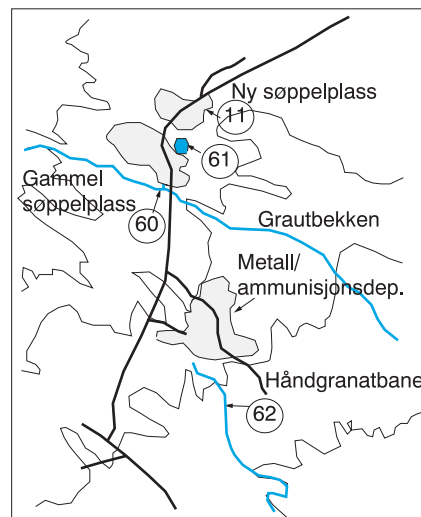 Ny søppelplass
11
61
Gammel
søppelplass
60
Grautbekken
Metall/
ammunisjonsdep.
Håndgranatbane
62